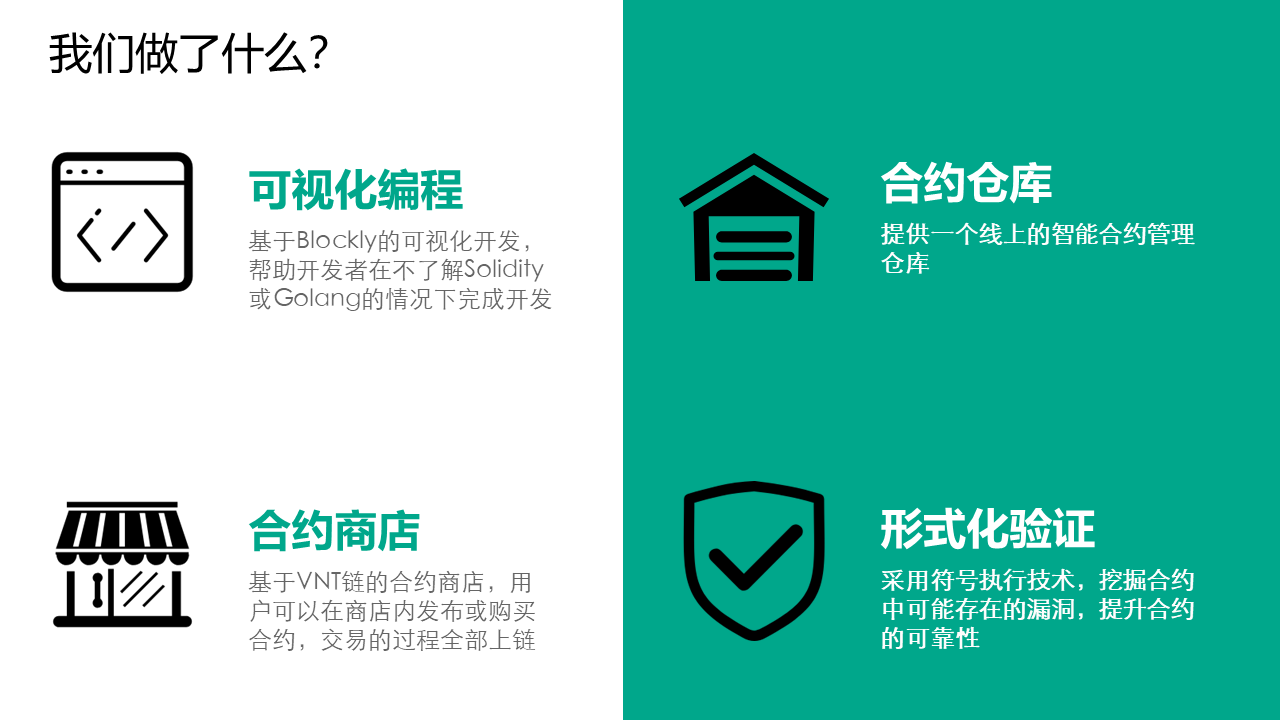 我们做了什么？
可视化编程
基于Blockly的可视化开发，
帮助开发者在不了解Solidity
或Golang的情况下完成开发
合约仓库
提供一个线上的智能合约管理
仓库
合约商店
基于VNT链的合约商店，用
户可以在商店内发布或购买
合约，交易的过程全部上链
形式化验证
采用符号执行技术，挖掘合约
中可能存在的漏洞，提升合约
的可靠性